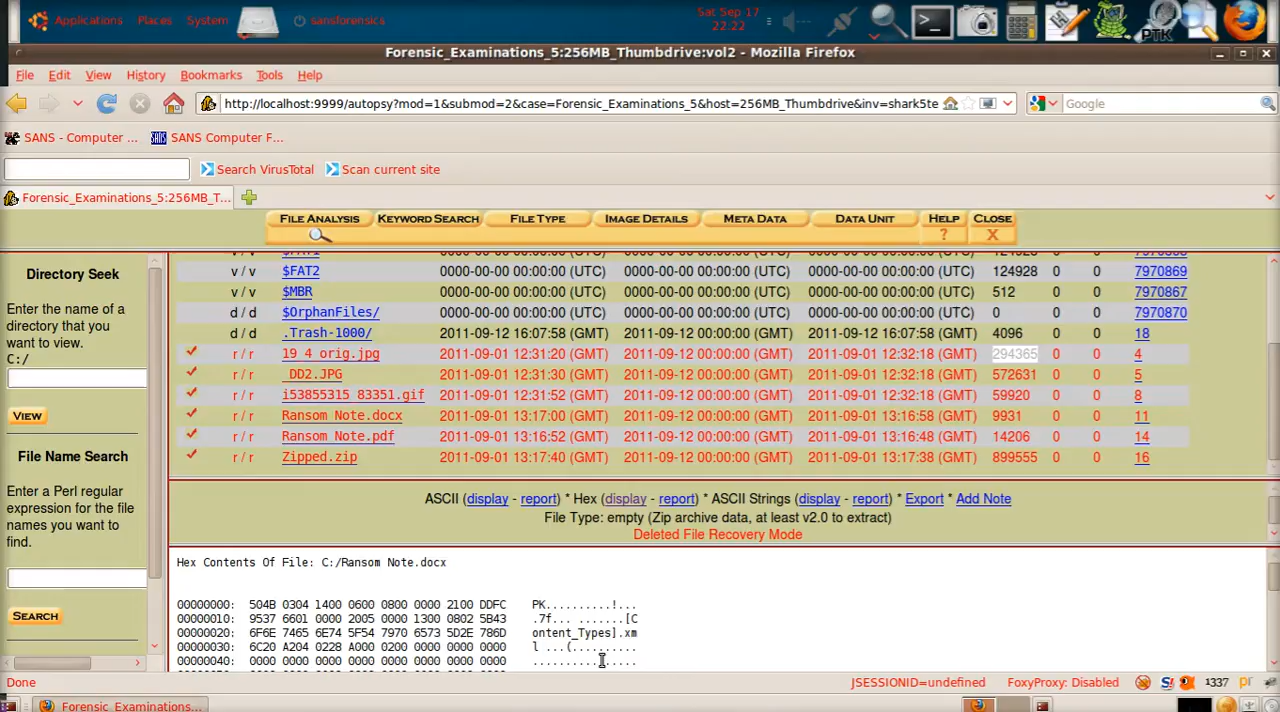 Applications Places System sansforensics Sat Sep 17 22:22
PTK
Forensic_Examinations_5:256MB_Thumbdrive:vol2 - Mozilla Firefox
File Edit View History Bookmarks Tools Help
http://localhost:9999/autopsy?mod=1&submod=2&case=Forensic_Examinations_5&host=256MB_Thumbdrive&inv=shark5te Google
SANS - Computer ... SANS Computer F...
Search VirusTotal Scan current site
Forensic_Examinations_5:256MB_T...
FILE ANALYSIS KEYWORD SEARCH FILE TYPE IMAGE DETAILS META DATA DATA UNIT HELP CLOSE
? X
Directory Seek
Enter the name of a
directory that you
want to view.
C:/
VIEW
File Name Search
Enter a Perl regular
expression for the file
names you want to
find.
SEARCH
v / v $FAT2 0000-00-00 00:00:00 (UTC) 0000-00-00 00:00:00 (UTC) 0000-00-00 00:00:00 (UTC) 124928 0 0 7970869
v / v $MBR 0000-00-00 00:00:00 (UTC) 0000-00-00 00:00:00 (UTC) 0000-00-00 00:00:00 (UTC) 512 0 0 7970867
d / d $OrphanFiles/ 0000-00-00 00:00:00 (UTC) 0000-00-00 00:00:00 (UTC) 0000-00-00 00:00:00 (UTC) 0 0 0 7970870
d / d .Trash-1000/ 2011-09-12 16:07:58 (GMT) 2011-09-12 00:00:00 (GMT) 2011-09-12 16:07:58 (GMT) 4096 0 0 18
r / r 19_4_orig.jpg 2011-09-01 12:31:20 (GMT) 2011-09-12 00:00:00 (GMT) 2011-09-01 12:32:18 (GMT) 294365 0 0 4
r / r _DD2.JPG 2011-09-01 12:31:36 (GMT) 2011-09-12 00:00:00 (GMT) 2011-09-01 12:32:18 (GMT) 572631 0 0 5
r / r i53855315_83351.gif 2011-09-01 12:31:52 (GMT) 2011-09-12 00:00:00 (GMT) 2011-09-01 12:32:18 (GMT) 59920 0 0 8
r / r Ransom Note.docx 2011-09-01 13:17:00 (GMT) 2011-09-12 00:00:00 (GMT) 2011-09-01 13:16:58 (GMT) 9931 0 0 11
r / r Ransom Note.pdf 2011-09-01 13:16:52 (GMT) 2011-09-12 00:00:00 (GMT) 2011-09-01 13:16:48 (GMT) 14206 0 0 14
r / r Zipped.zip 2011-09-01 13:17:40 (GMT) 2011-09-12 00:00:00 (GMT) 2011-09-01 13:17:38 (GMT) 899555 0 0 16
ASCII (display - report) * Hex (display - report) * ASCII Strings (display - report) * Export * Add Note
File Type: empty (Zip archive data, at least v2.0 to extract)
Deleted File Recovery Mode
Hex Contents Of File: C:/Ransom Note.docx
00000000: 504B 0304 1400 0600 0800 0000 2100 DDFC PK..........!...
00000010: 9537 6601 0000 2005 0000 1300 0802 5B43 .7f... .......[C
00000020: 6F6E 7465 6E74 5F54 7970 6573 5D2E 786D ontent_Types].xm
00000030: 6C20 A204 0228 A000 0200 0000 0000 0000 l ...(..........
00000040: 0000 0000 0000 0000 0000 0000 0000 0000 ................
Done JSESSIONID=undefined FoxyProxy: Disabled 1337
Forensic_Examinations...